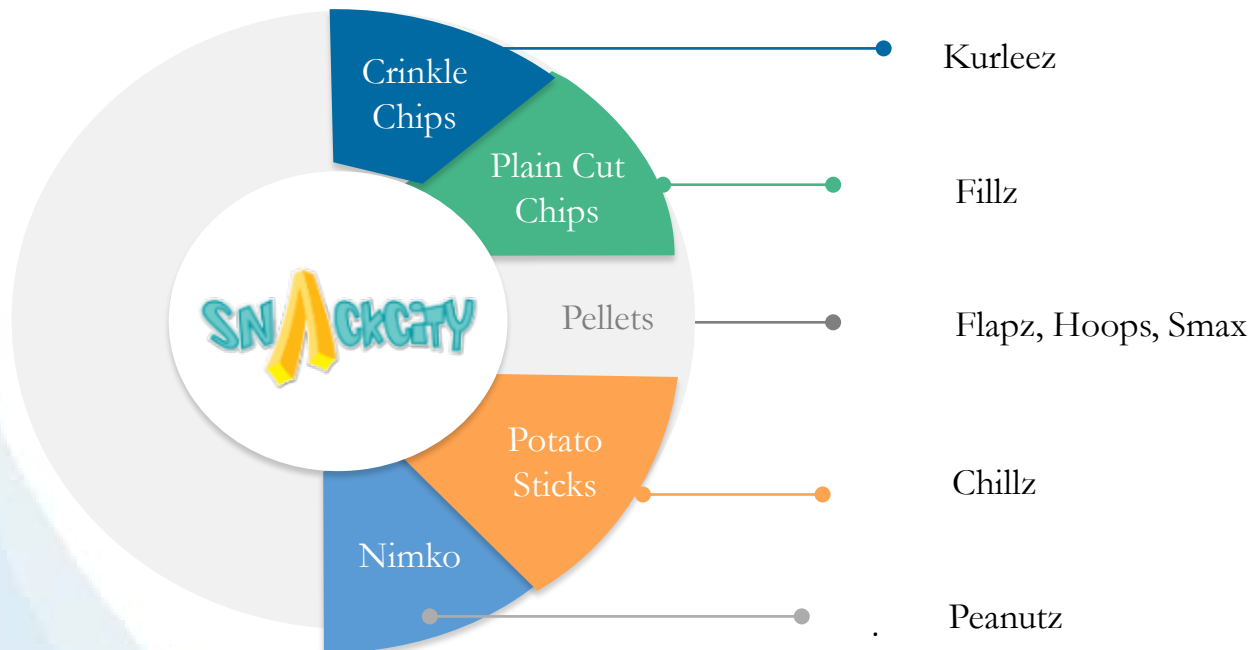 Crinkle
Chips
Kurleez
Plain Cut
Chips
Fillz
SNACKCITY
Pellets
Flapz, Hoops, Smax
Potato
Sticks
Chillz
Nimko
. Peanutz